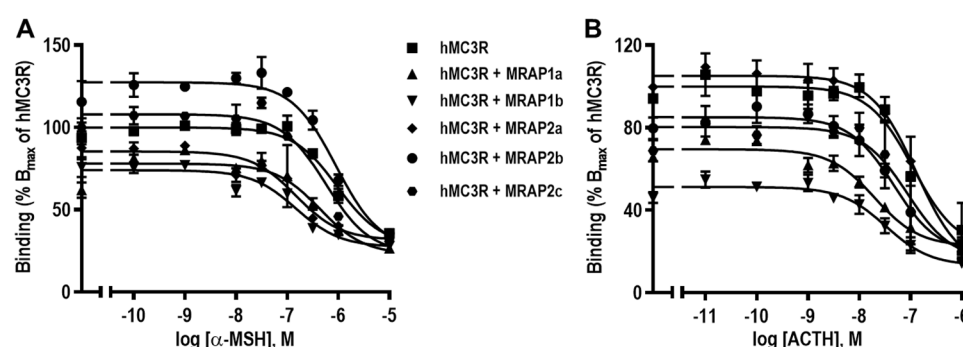 A
150
100
50
0
Binding (% Bmax of hMC3R)
-10
-9
-8
-7
-6
-5
log [α-MSH], M
hMC3R
hMC3R + MRAP1a
hMC3R + MRAP1b
hMC3R + MRAP2a
hMC3R + MRAP2b
hMC3R + MRAP2c
B
120
80
40
0
Binding (% Bmax of hMC3R)
-11
-10
-9
-8
-7
-6
log [ACTH], M